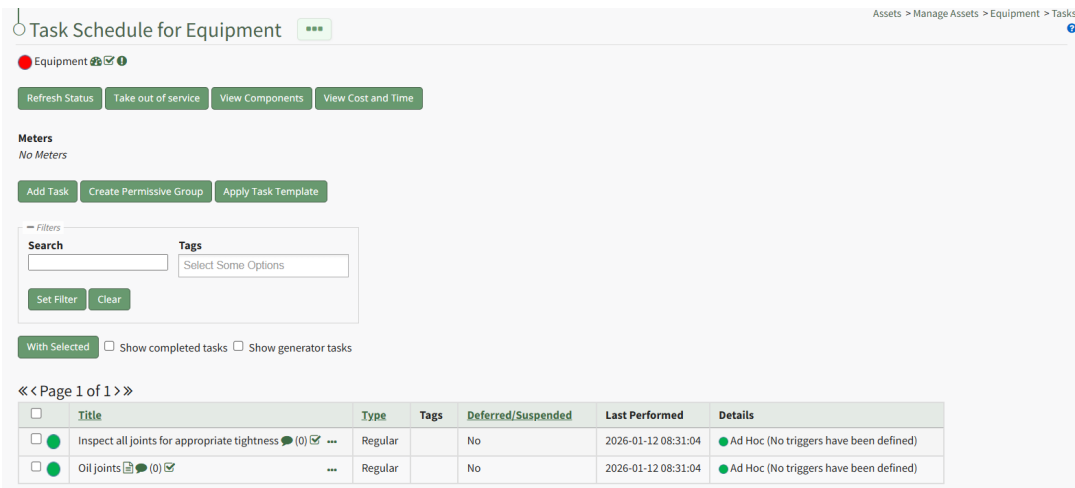 Assets > Manage Assets > Equipment > Tasks
Task Schedule for Equipment
Equipment
Refresh Status Take out of service View Components View Cost and Time
Meters
No Meters
Add Task Create Permissive Group Apply Task Template
Filters
Search Tags
Select Some Options
Set Filter Clear
With Selected Show completed tasks Show generator tasks
«‹ Page 1 of 1 ›»
Title Type Tags Deferred/Suspended Last Performed Details
Inspect all joints for appropriate tightness (0) ... Regular No 2026-01-12 08:31:04 Ad Hoc (No triggers have been defined)
Oil joints (0) ... Regular No 2026-01-12 08:31:04 Ad Hoc (No triggers have been defined)